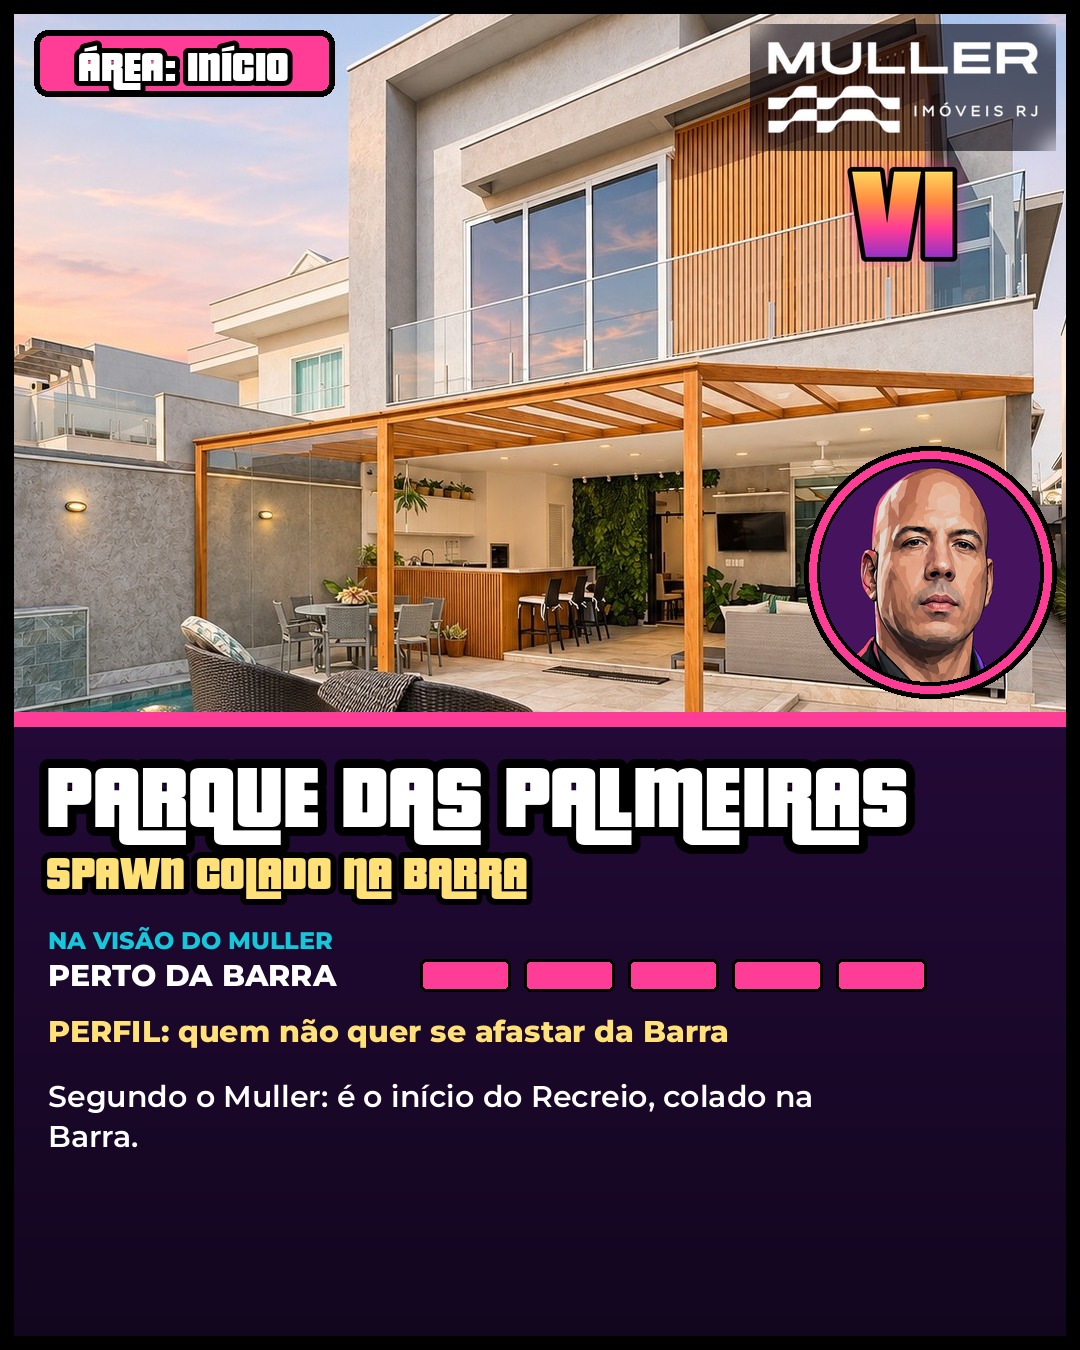 ÁREA: INÍCIO
MULLER
IMÓVEIS RJ
VI
PARQUE DAS PALMEIRAS
SPAWN COLADO NA BARRA
NA VISÃO DO MULLER
PERTO DA BARRA
PERFIL: quem não quer se afastar da Barra
Segundo o Muller: é o início do Recreio, colado na
Barra.